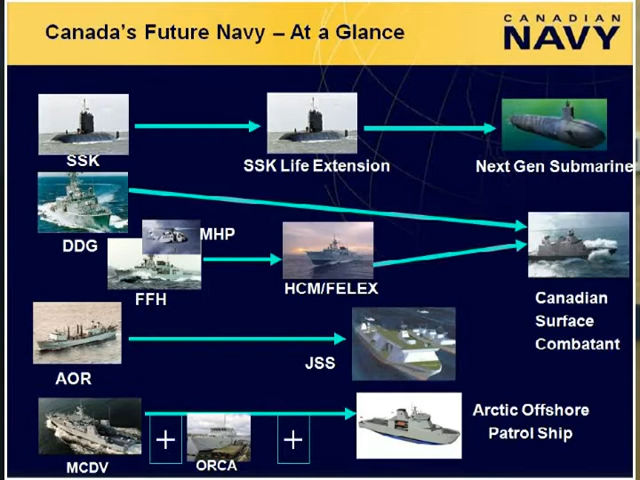 Canada's Future Navy – At a Glance
CANADIAN
NAVY
SSK
SSK Life Extension
Next Gen Submarine
DDG
MHP
FFH
HCM/FELEX
Canadian
Surface
Combatant
AOR
JSS
MCDV
+
ORCA
+
Arctic Offshore
Patrol Ship